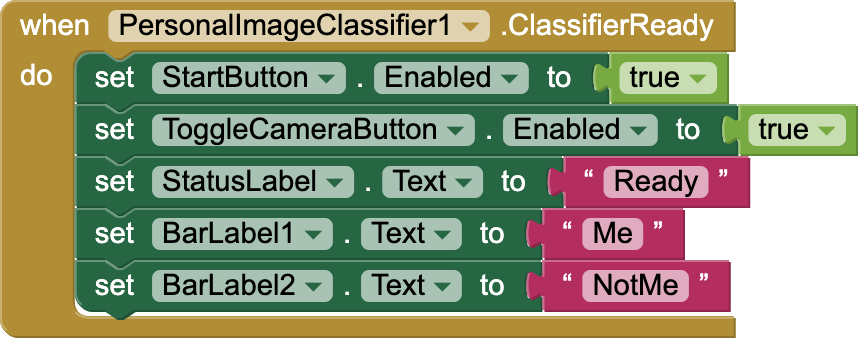 when PersonalImageClassifier1 .ClassifierReady
do set StartButton . Enabled to true
set ToggleCameraButton . Enabled to true
set StatusLabel . Text to “ Ready ”
set BarLabel1 . Text to “ Me ”
set BarLabel2 . Text to “ NotMe ”